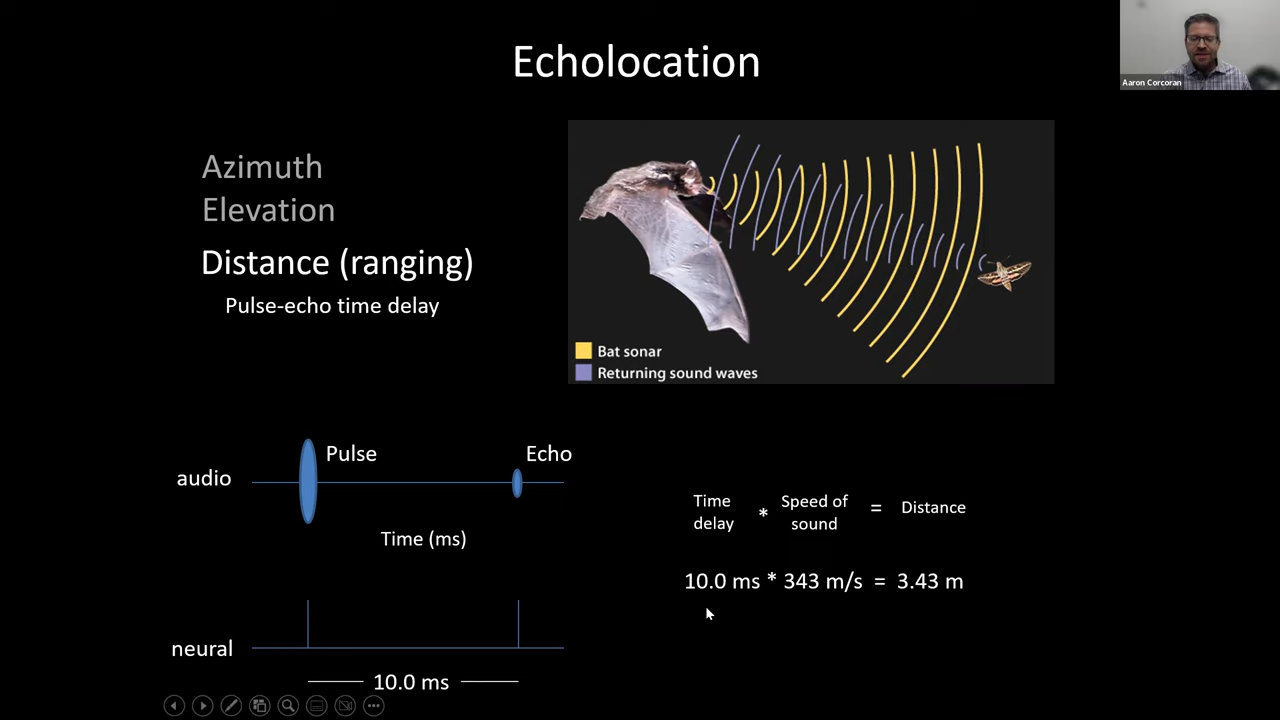 Echolocation
Aaron Corcoran
Azimuth
Elevation
Distance (ranging)
Pulse-echo time delay
Bat sonar
Returning sound waves
audio
Pulse
Echo
Time (ms)
neural
10.0 ms
Time
delay
*
Speed of
sound
=
Distance
10.0 ms * 343 m/s = 3.43 m